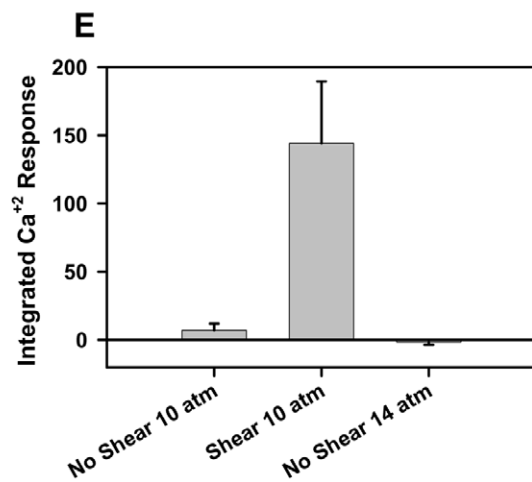 E
Integrated Ca⁺² Response
200
150
100
50
0
No Shear 10 atm
Shear 10 atm
No Shear 14 atm